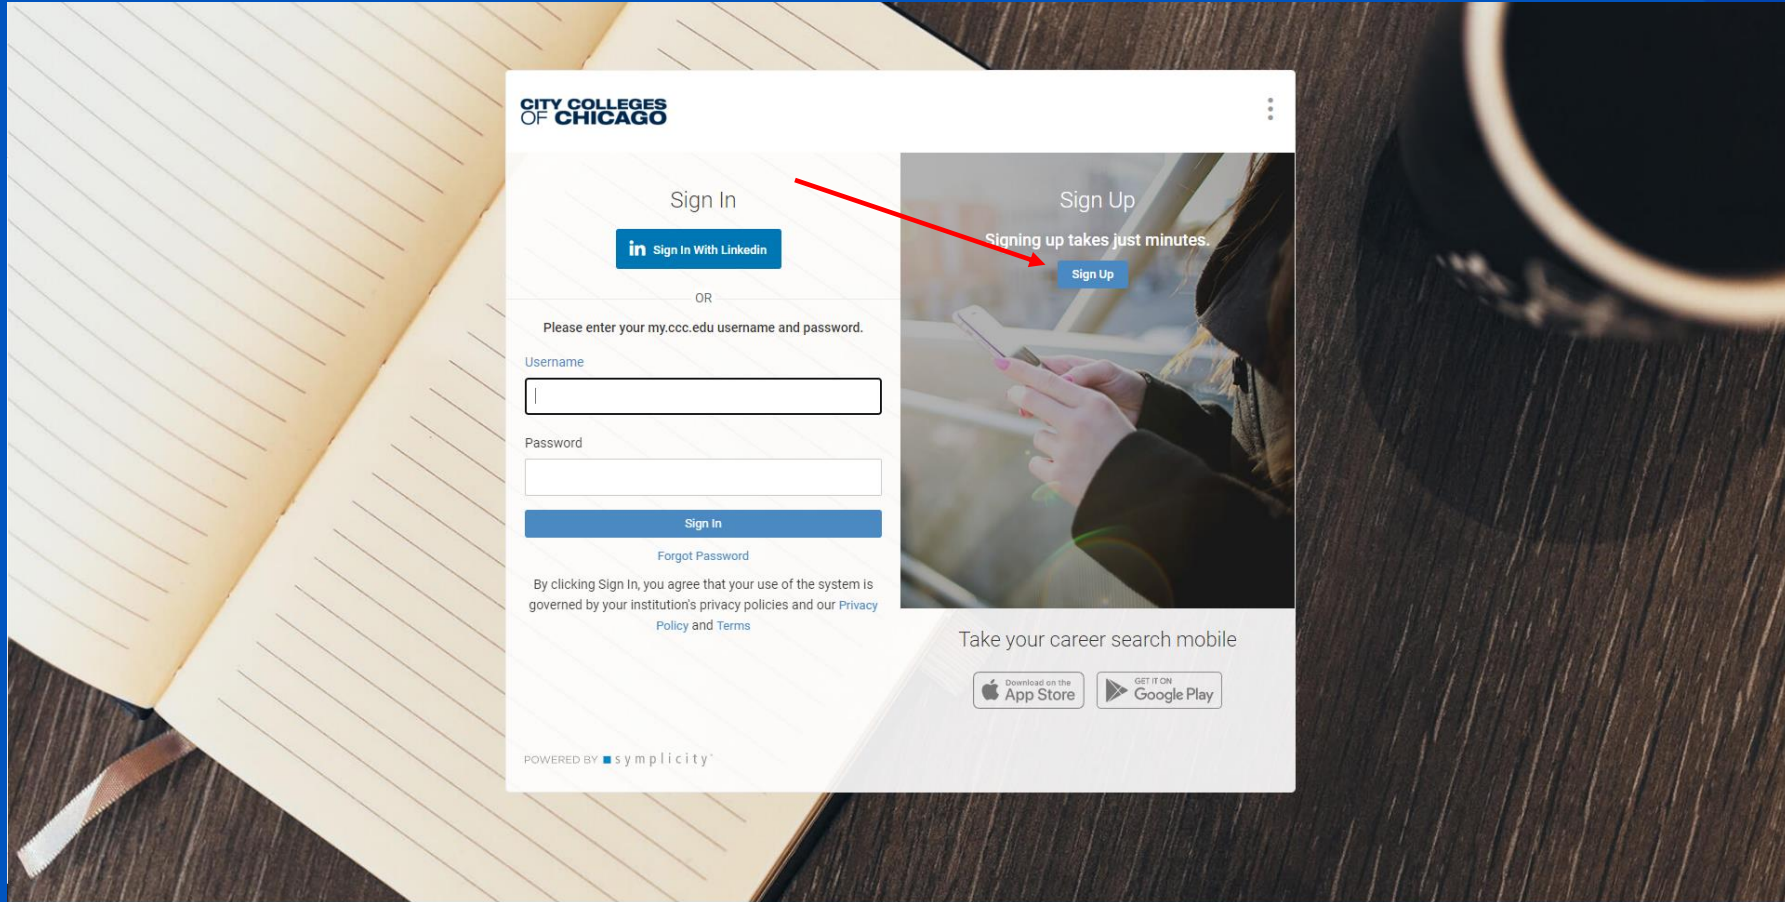 CITY COLLEGES
OF CHICAGO
Sign In
in Sign In With Linkedin
OR
Please enter your my.ccc.edu username and password.
Username
Password
Sign In
Forgot Password
By clicking Sign In, you agree that your use of the system is
governed by your institution's privacy policies and our Privacy
Policy and Terms
POWERED BY symplicity
Sign Up
Signing up takes just minutes.
Sign Up
Take your career search mobile
Download on the
App Store
GET IT ON
Google Play